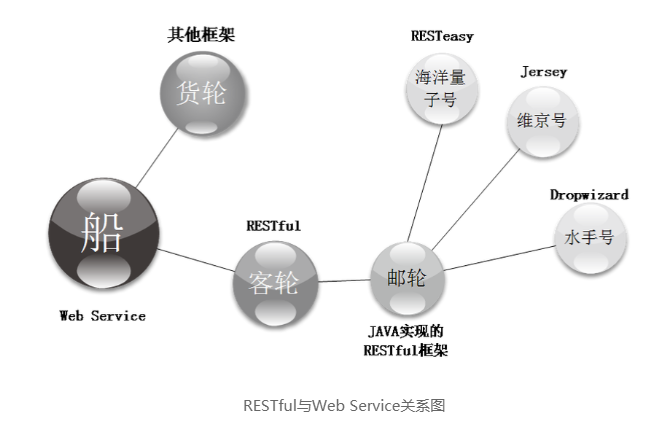 其他框架
货轮
RESTeasy
海洋量
子号
Jersey
维京号
Dropwizard
水手号
船
Web Service
RESTful
客轮
邮轮
JAVA实现的
RESTful框架
RESTful与Web Service关系图